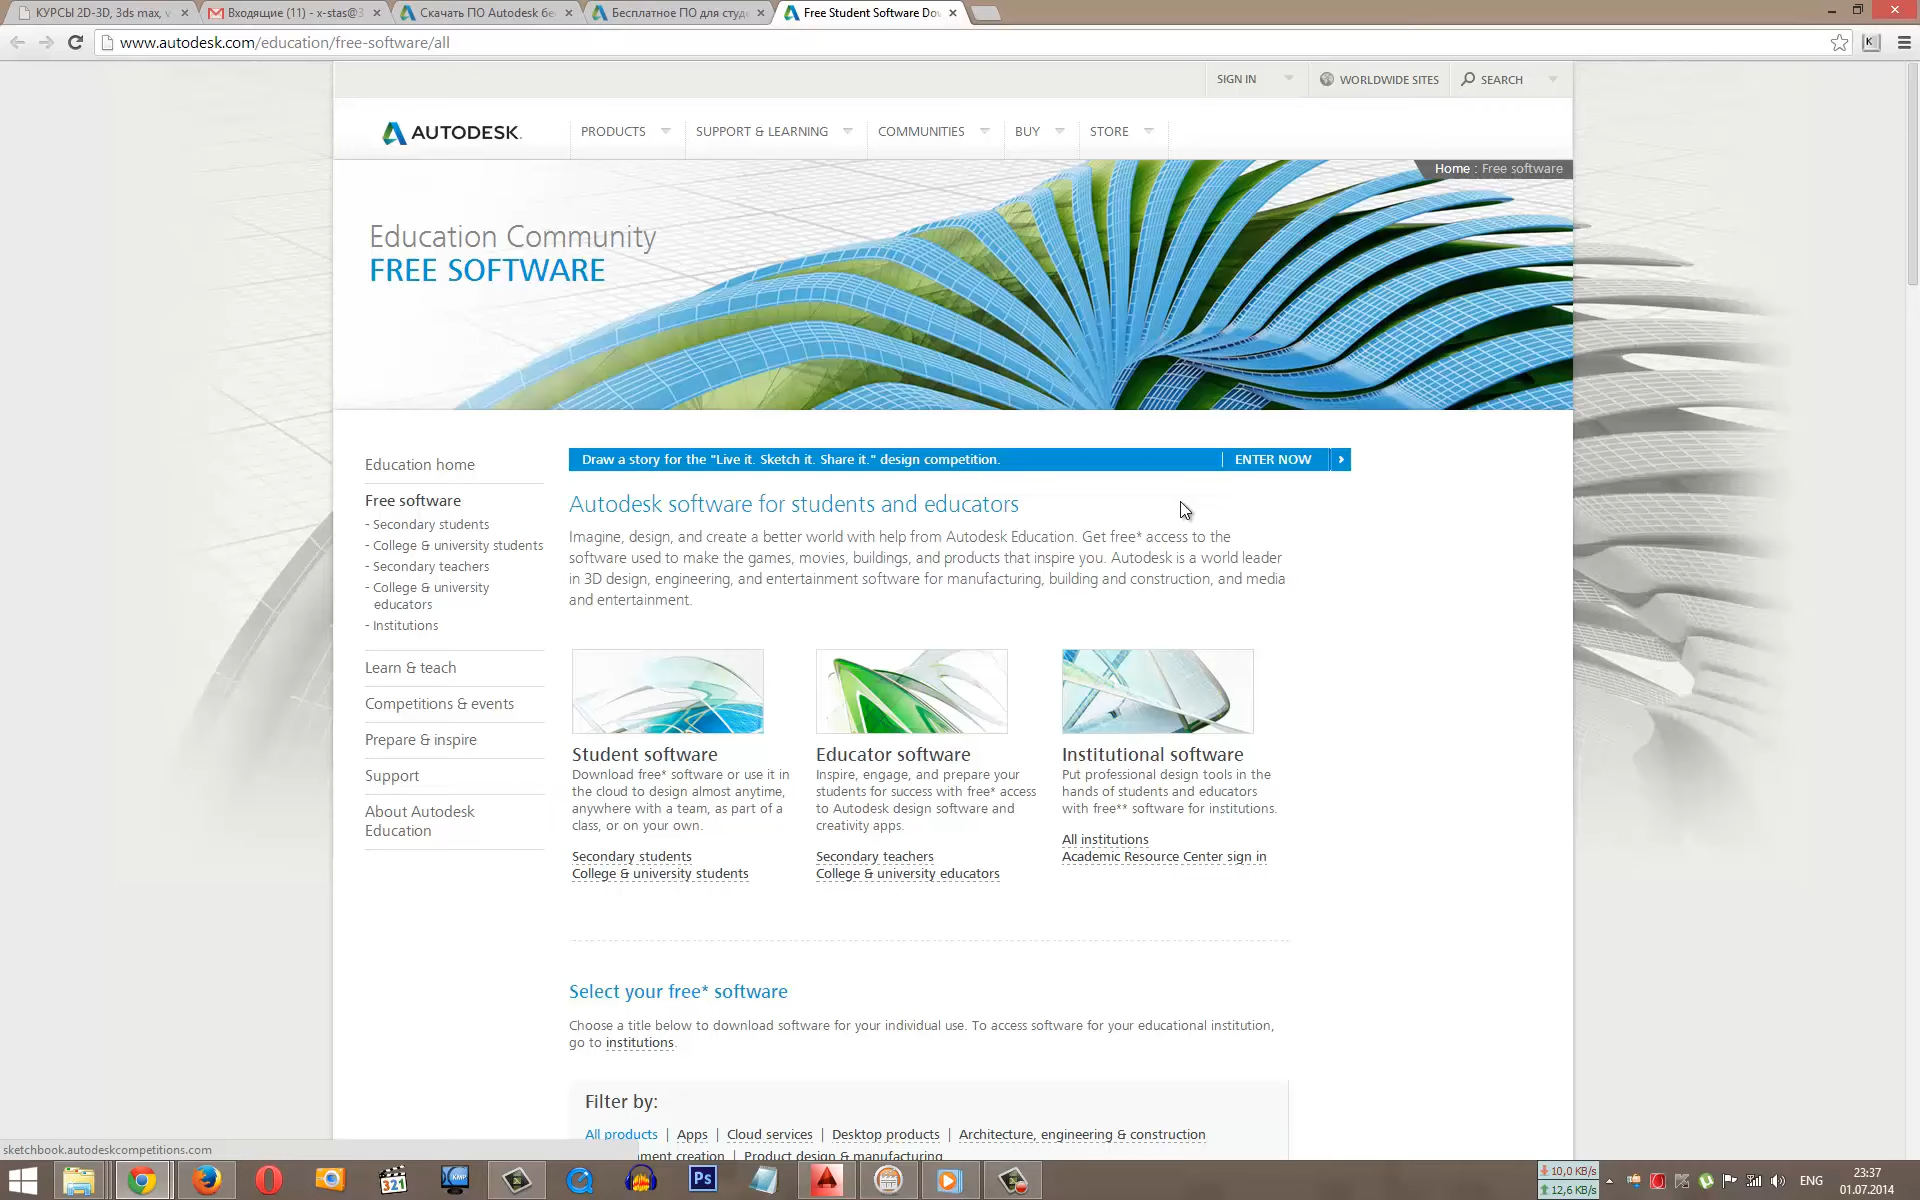 КУРСЫ 2D-3D, 3ds max,
Входящие (11) - x-stas@
Скачать ПО Autodesk бе
Бесплатное ПО для студ
Free Student Software Do
www.autodesk.com/education/free-software/all
SIGN IN
WORLDWIDE SITES
SEARCH
AUTODESK.
PRODUCTS
SUPPORT & LEARNING
COMMUNITIES
BUY
STORE
Home : Free software
Education Community
FREE SOFTWARE
Education home
Free software
- Secondary students
- College & university students
- Secondary teachers
- College & university
educators
- Institutions
Learn & teach
Competitions & events
Prepare & inspire
Support
About Autodesk
Education
Draw a story for the "Live it. Sketch it. Share it." design competition.
ENTER NOW
Autodesk software for students and educators
Imagine, design, and create a better world with help from Autodesk Education. Get free* access to the
software used to make the games, movies, buildings, and products that inspire you. Autodesk is a world leader
in 3D design, engineering, and entertainment software for manufacturing, building and construction, and media
and entertainment.
Student software
Download free* software or use it in
the cloud to design almost anytime,
anywhere with a team, as part of a
class, or on your own.
Secondary students
College & university students
Educator software
Inspire, engage, and prepare your
students for success with free* access
to Autodesk design software and
creativity apps.
Secondary teachers
College & university educators
Institutional software
Put professional design tools in the
hands of students and educators
with free** software for institutions.
All institutions
Academic Resource Center sign in
Select your free* software
Choose a title below to download software for your individual use. To access software for your educational institution,
go to institutions.
Filter by:
All products | Apps | Cloud services | Desktop products | Architecture, engineering & construction
ment creation | Product design & manufacturing
sketchbook.autodeskcompetitions.com
321
KMP
Ps
10,0 KB/s
12,6 KB/s
ENG
23:37
01.07.2014